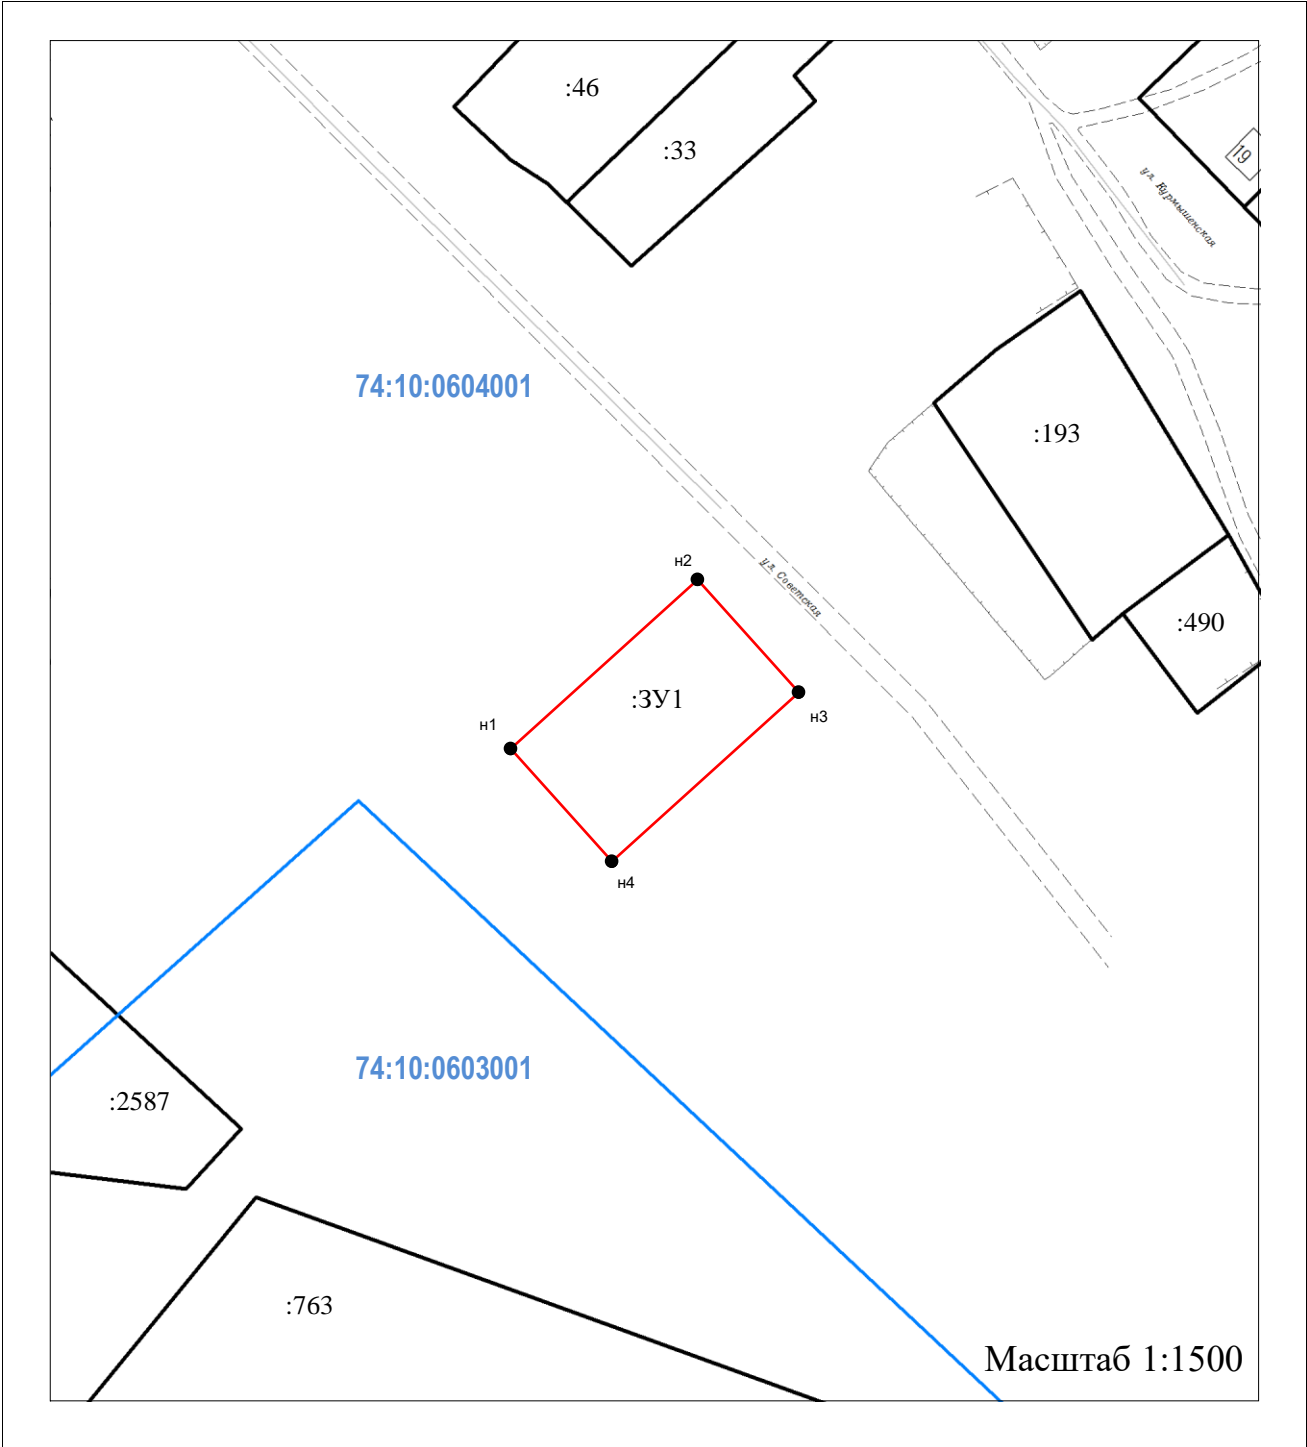 :46
:33
19
ул. Курмышенская
74:10:0604001
:193
н2
ул. Советская
:490
:ЗУ1
н3
н1
н4
74:10:0603001
:2587
:763
Масштаб 1:1500